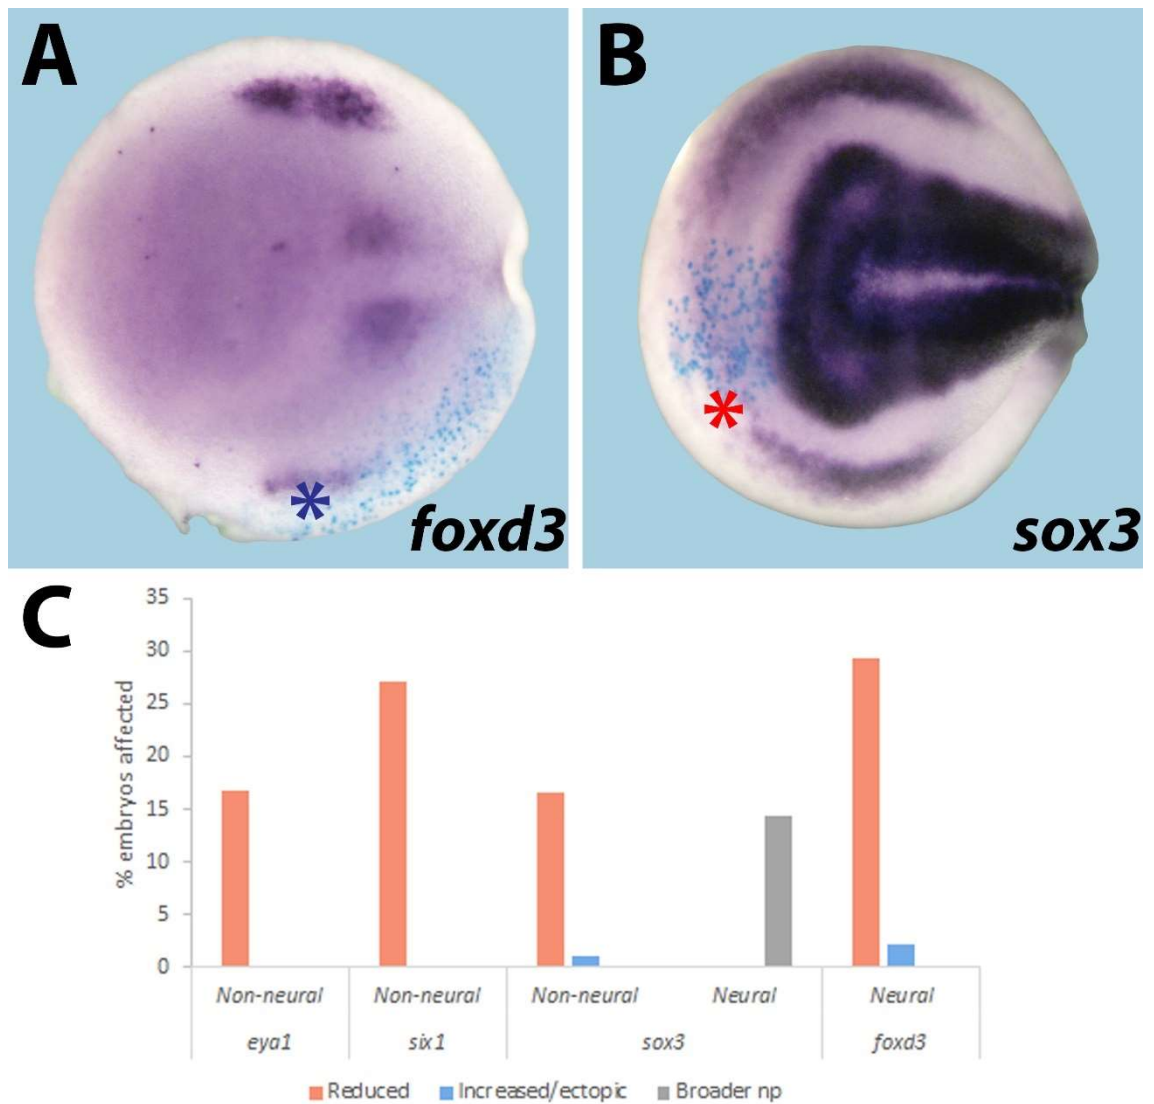 A
B
foxd3
sox3
C
% embryos affected
35
30
25
20
15
10
5
0
Non-neural Non-neural Non-neural Neural Neural
eya1 six1 sox3 foxd3
Reduced Increased/ectopic Broader np